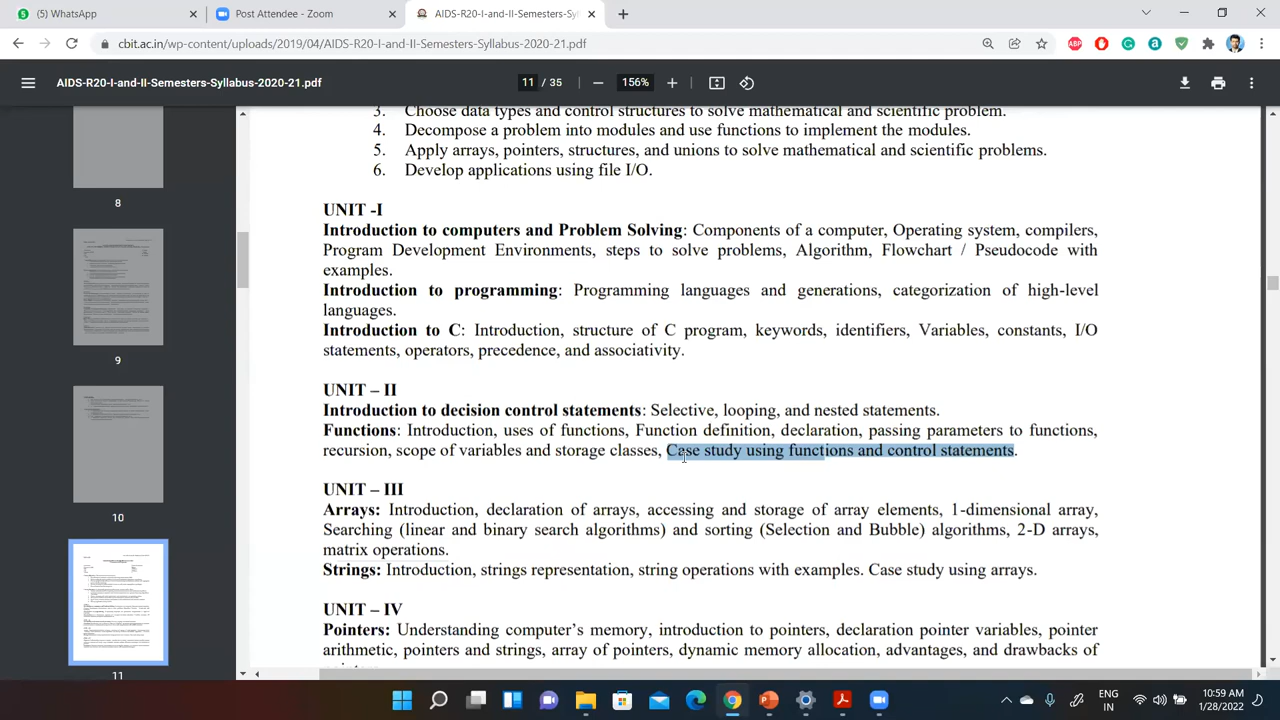 5 (5) WhatsApp
Post Attendee - Zoom
AIDS-R20-I-and-II-Semesters-Sy
cbit.ac.in/wp-content/uploads/2019/04/AIDS-R20-I-and-II-Semesters-Syllabus-2020-21.pdf
ABP
AIDS-R20-I-and-II-Semesters-Syllabus-2020-21.pdf
11 / 35
156%
3. Choose data types and control structures to solve mathematical and scientific problem.
4. Decompose a problem into modules and use functions to implement the modules.
5. Apply arrays, pointers, structures, and unions to solve mathematical and scientific problems.
6. Develop applications using file I/O.
UNIT -I
Introduction to computers and Problem Solving: Components of a computer, Operating system, compilers,
Program Development Environments, steps to solve problems, Algorithm, Flowchart / Pseudocode with
examples.
Introduction to programming: Programming languages and generations, categorization of high-level
languages.
Introduction to C: Introduction, structure of C program, keywords, identifiers, Variables, constants, I/O
statements, operators, precedence, and associativity.
UNIT – II
Introduction to decision control statements: Selective, looping, and nested statements.
Functions: Introduction, uses of functions, Function definition, declaration, passing parameters to functions,
recursion, scope of variables and storage classes, Case study using functions and control statements.
UNIT – III
Arrays: Introduction, declaration of arrays, accessing and storage of array elements, 1-dimensional array,
Searching (linear and binary search algorithms) and sorting (Selection and Bubble) algorithms, 2-D arrays,
matrix operations.
Strings: Introduction, strings representation, string operations with examples. Case study using arrays.
UNIT – IV
Pointers: Understanding computer's memory, introduction to pointers, declaration pointer variables, pointer
arithmetic, pointers and strings, array of pointers, dynamic memory allocation, advantages, and drawbacks of
8
9
10
11
ENG
IN
10:59 AM
1/28/2022